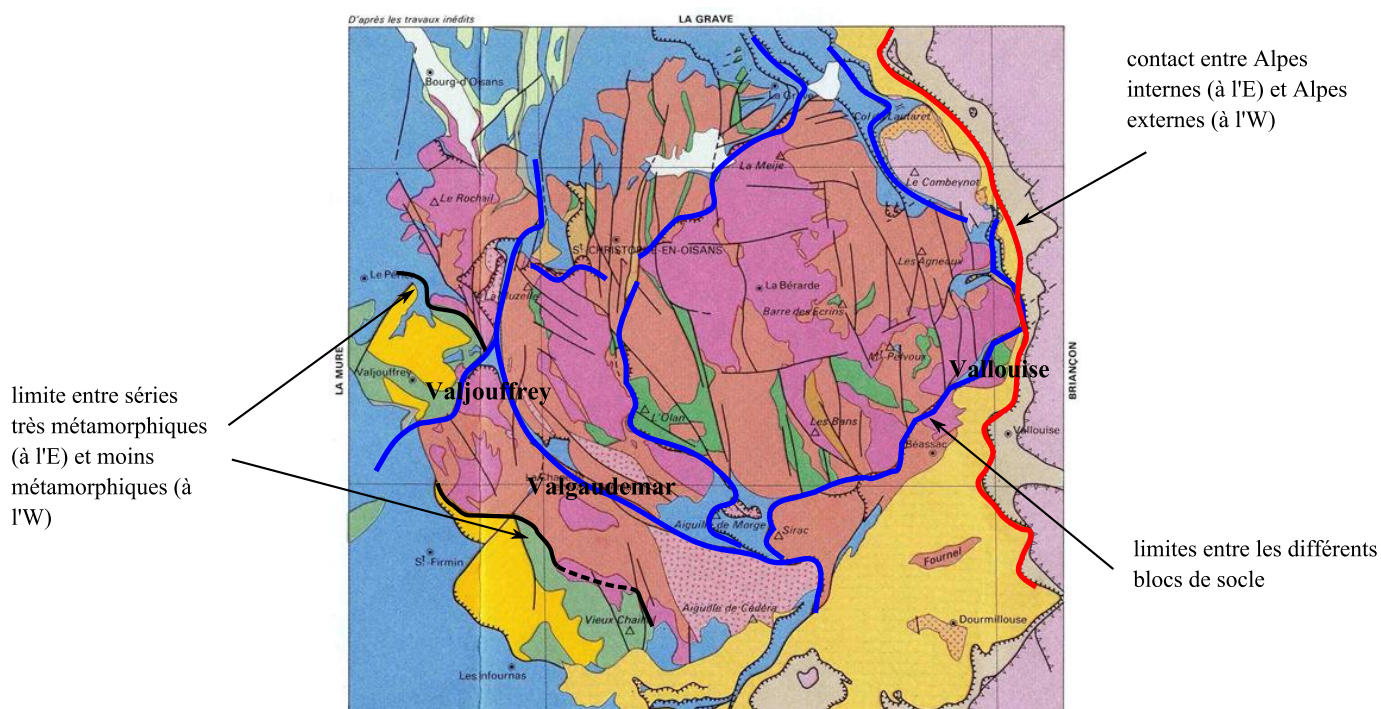 D'après les travaux inédits
LA GRAVE
contact entre Alpes
internes (à l'E) et Alpes
externes (à l'W)
Bourg-d'Oisans
La Grave
Col du Lautaret
La Meije
Le Combeynot
Le Rochail
St-CHRISTOPHE-EN-OISANS
Les Agneaux
La Muzelle
La Bérarde
Barre des Ecrins
LA MURE
BRIANÇON
Mt-Pelvoux
Vallouise
Valjouffrey
Valjouffrey
limite entre séries
très métamorphiques
(à l'E) et moins
métamorphiques (à
l'W)
L'Olan
Les Bans
Vallouise
Béassac
Valgaudemar
Aiguille de Morge
Sirac
St-Firmin
Fournel
limites entre les différents
blocs de socle
Aiguille de Cédéra
Dourmillouse
Vieux Chaillol
Les Infournas